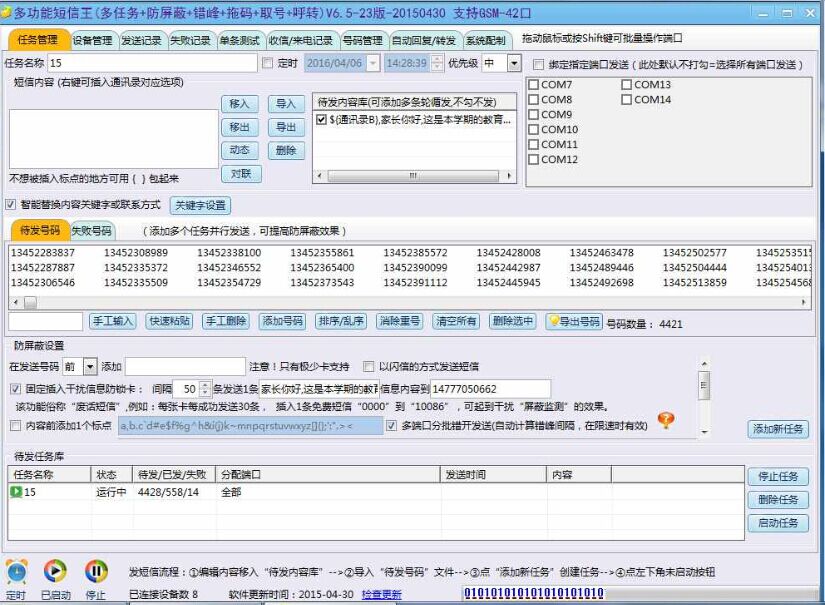 多功能短信王(多任务+防屏蔽+错峰+拖码+取号+呼转)V6.5-23版-20150430 支持GSM-42口
任务管理 设备管理 发送记录 失败记录 单条测试 收信/来电记录 号码管理 自动回复/转发 系统配制 拖动鼠标或按Shift键可批量操作端口
任务名称 15 定时 2016/04/06 14:28:39 优先级 中 绑定指定端口发送（此处默认不打勾=选择所有端口发送）
短信内容 (右键可插入通讯录对应选项)
移入 导入 待发内容库(可添加多条轮循发,不勾不发)
移出 导出 ${通讯录B},家长你好,这是本学期的教育...
动态 删除
对联
不想被插入标点的地方可用 { } 包起来
COM7 COM13
COM8 COM14
COM9
COM10
COM11
COM12
智能替换内容关键字或联系方式 关键字设置
待发号码 失败号码 （添加多个任务并行发送，可提高防屏蔽效果）
13452283837 13452308989 13452338100 13452355861 13452385572 13452428008 13452463478 13452502577 1345253515
13452287887 13452335372 13452346552 13452365400 13452390099 13452442987 13452489446 13452504444 1345254013
13452306546 13452335509 13452354729 13452373543 13452391112 13452445945 13452492698 13452513859 1345254568
手工输入 快速粘贴 手工删除 添加号码 排序/乱序 消除重号 清空所有 删除选中 导出号码 号码数量： 4421
防屏蔽设置
在发送号码 前 添加 注意！只有极少卡支持 以闪信的方式发送短信
固定插入干扰信息防锁卡： 间隔 50 条发送1条 家长你好,这是本学期的教育 信息内容到 14777050662
该功能俗称“废话短信”,例如：每张卡每成功发送30条， 插入1条免费短信“0000”到“10086”，可起到干扰“屏蔽监测”的效果。
内容前添加1个标点 多端口分批错开发送(自动计算错峰间隔，在限速时有效)
添加新任务
待发任务库
任务名称 状态 待发/已发/失败 分配端口 发送时间 内容
15 运行中 4428/558/14 全部
停止任务
删除任务
启动任务
发短信流程：①编辑内容移入“待发内容库”-->②导入“待发号码”文件-->③点“添加新任务”创建任务-->④点左下角未启动按钮
定时 已启动 停止 已连接设备数 8 软件更新时间：2015-04-30 检查更新 0101010101010101010101010